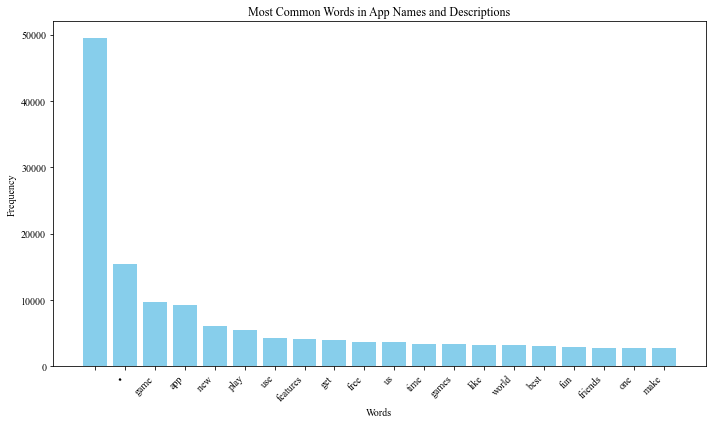 Most Common Words in App Names and Descriptions
50000
40000
30000
20000
10000
0
Frequency
•
game
app
new
play
use
features
get
free
us
time
games
like
world
best
fun
friends
one
make
Words